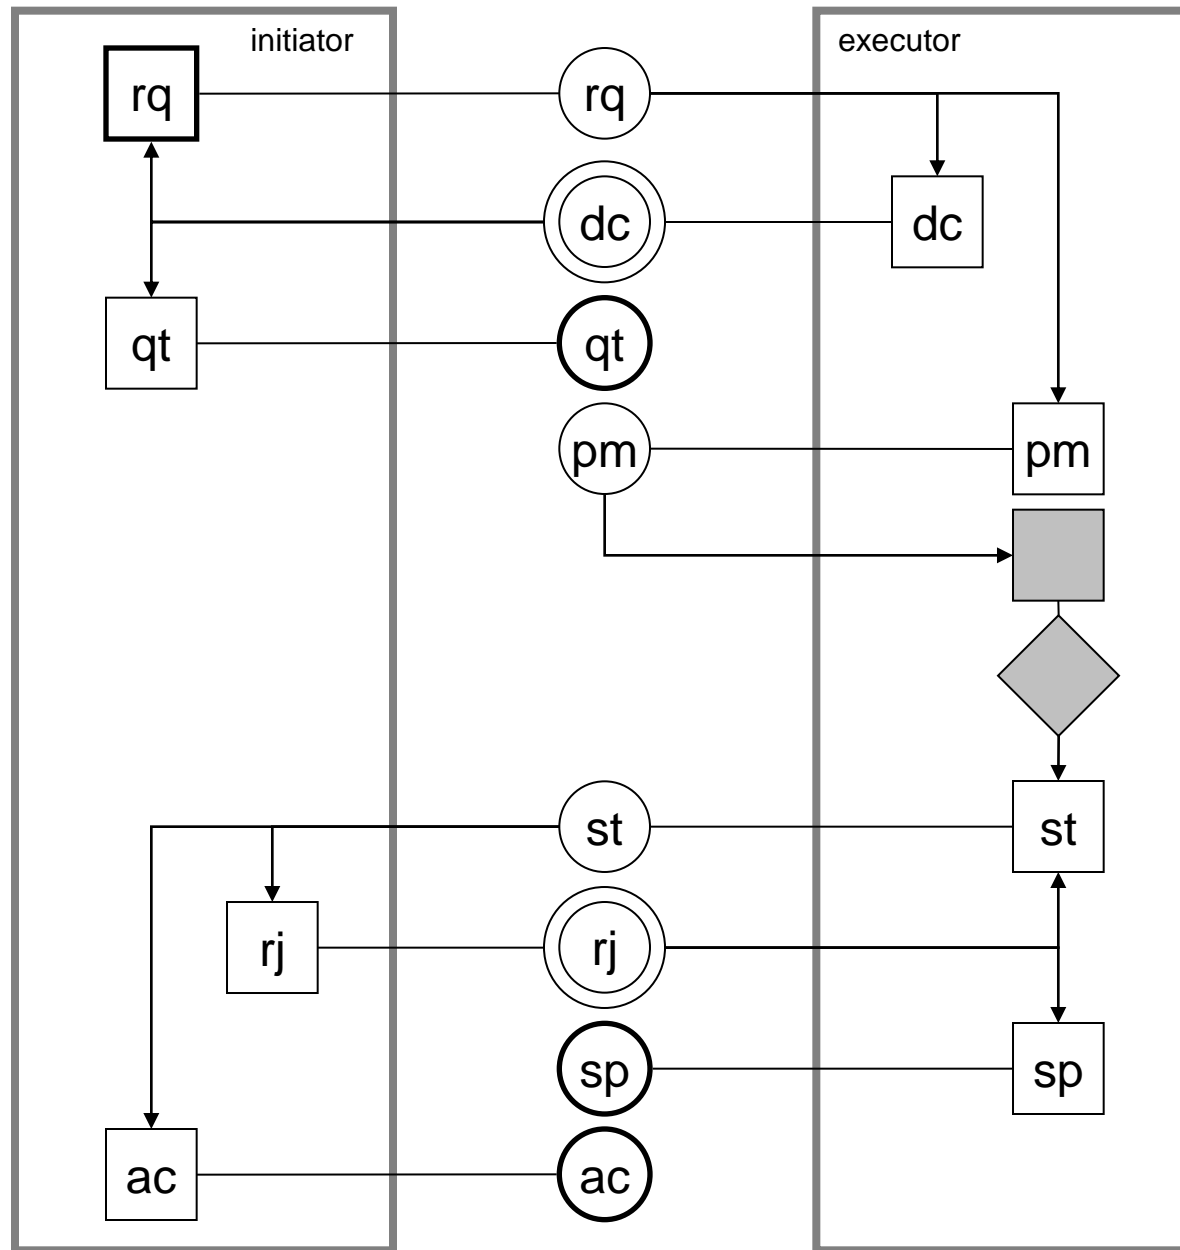 initiator
executor
rq
rq
dc
dc
qt
qt
pm
pm
st
st
rj
rj
sp
sp
ac
ac